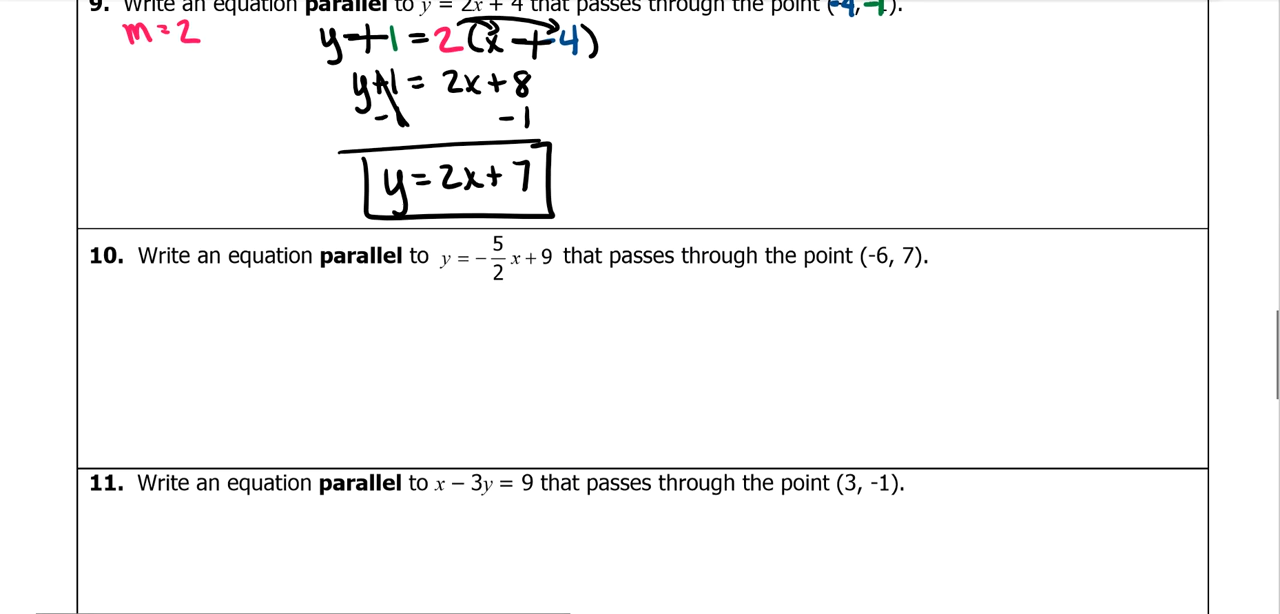 9. Write an equation parallel to y = 2x + 4 that passes through the point (-4, -1).
m = 2
y + 1 = 2(x + 4)
y + 1 = 2x + 8
- 1 - 1
y = 2x + 7
10. Write an equation parallel to y = -5/2 x + 9 that passes through the point (-6, 7).
11. Write an equation parallel to x − 3y = 9 that passes through the point (3, -1).